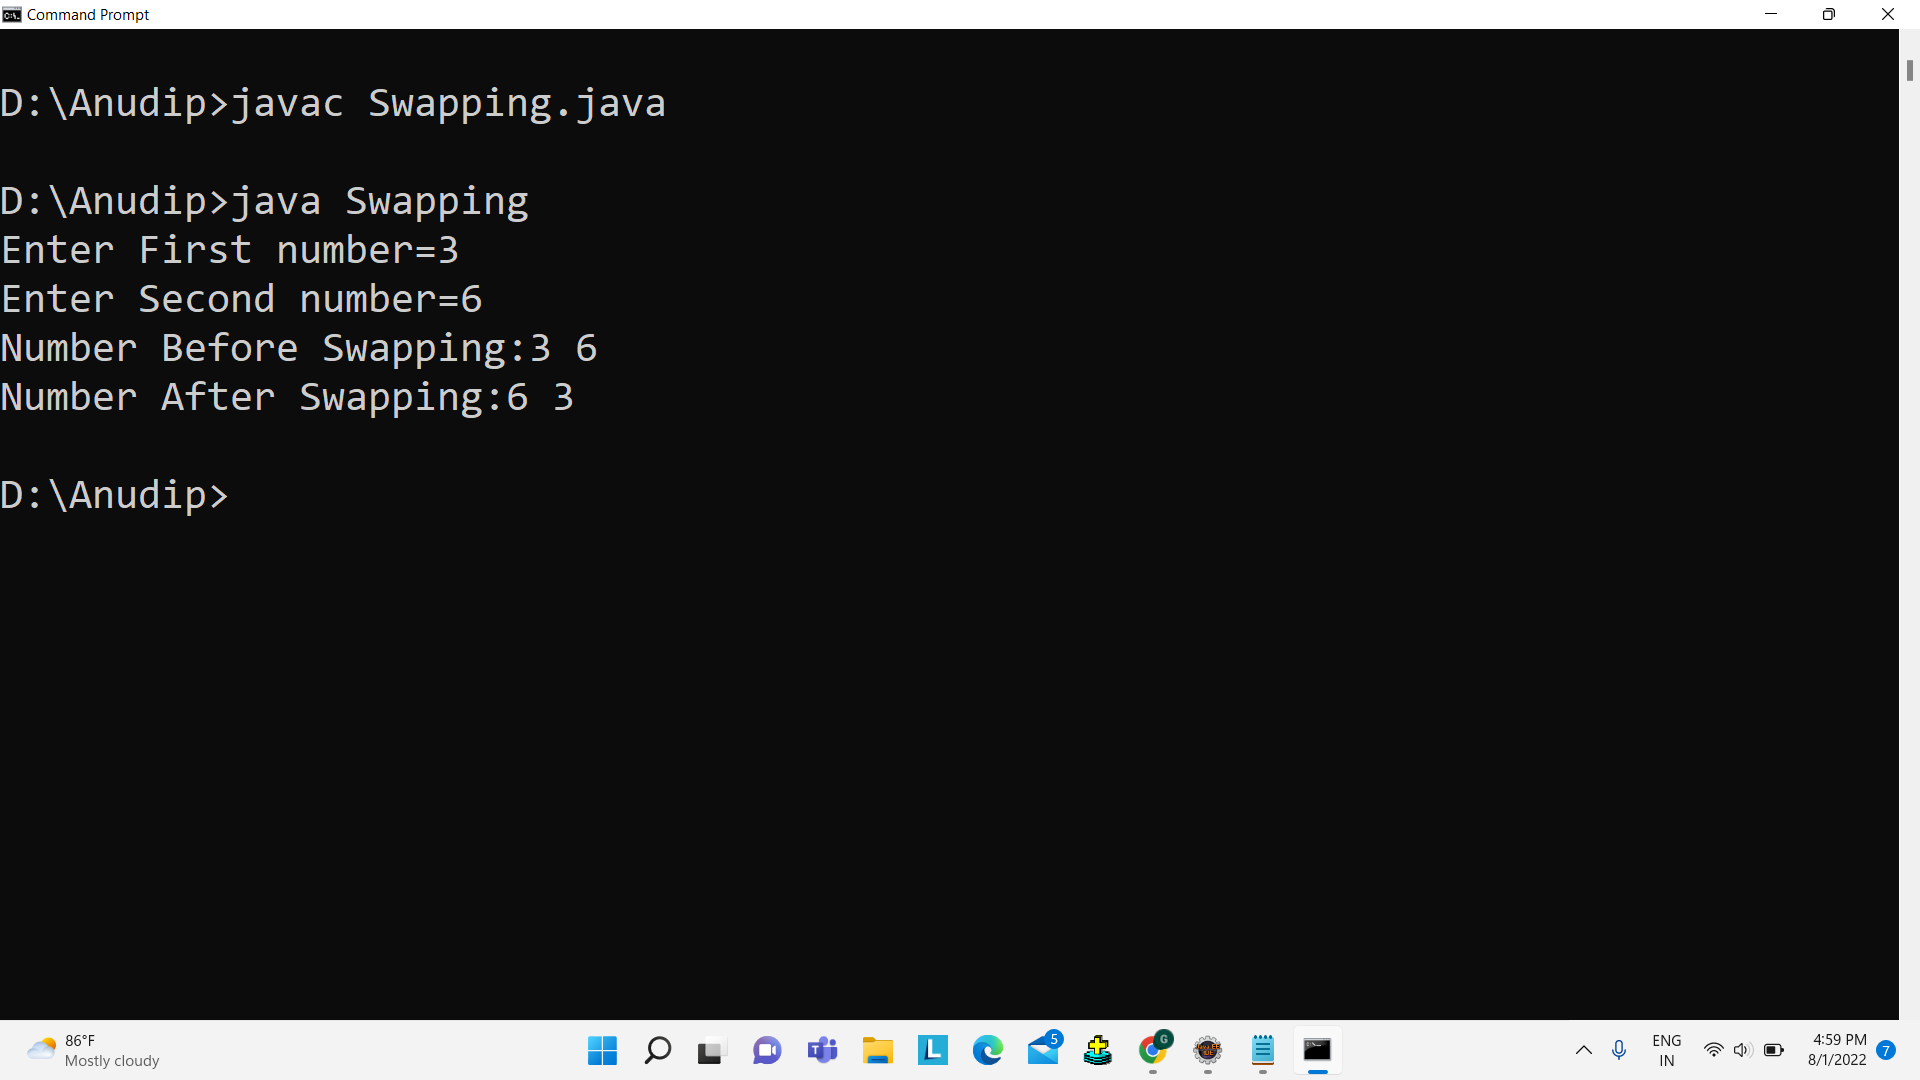 Command Prompt
D:\Anudip>javac Swapping.java
D:\Anudip>java Swapping
Enter First number=3
Enter Second number=6
Number Before Swapping:3 6
Number After Swapping:6 3
D:\Anudip>
86°F
Mostly cloudy
5
G
ENG
IN
4:59 PM
8/1/2022
7